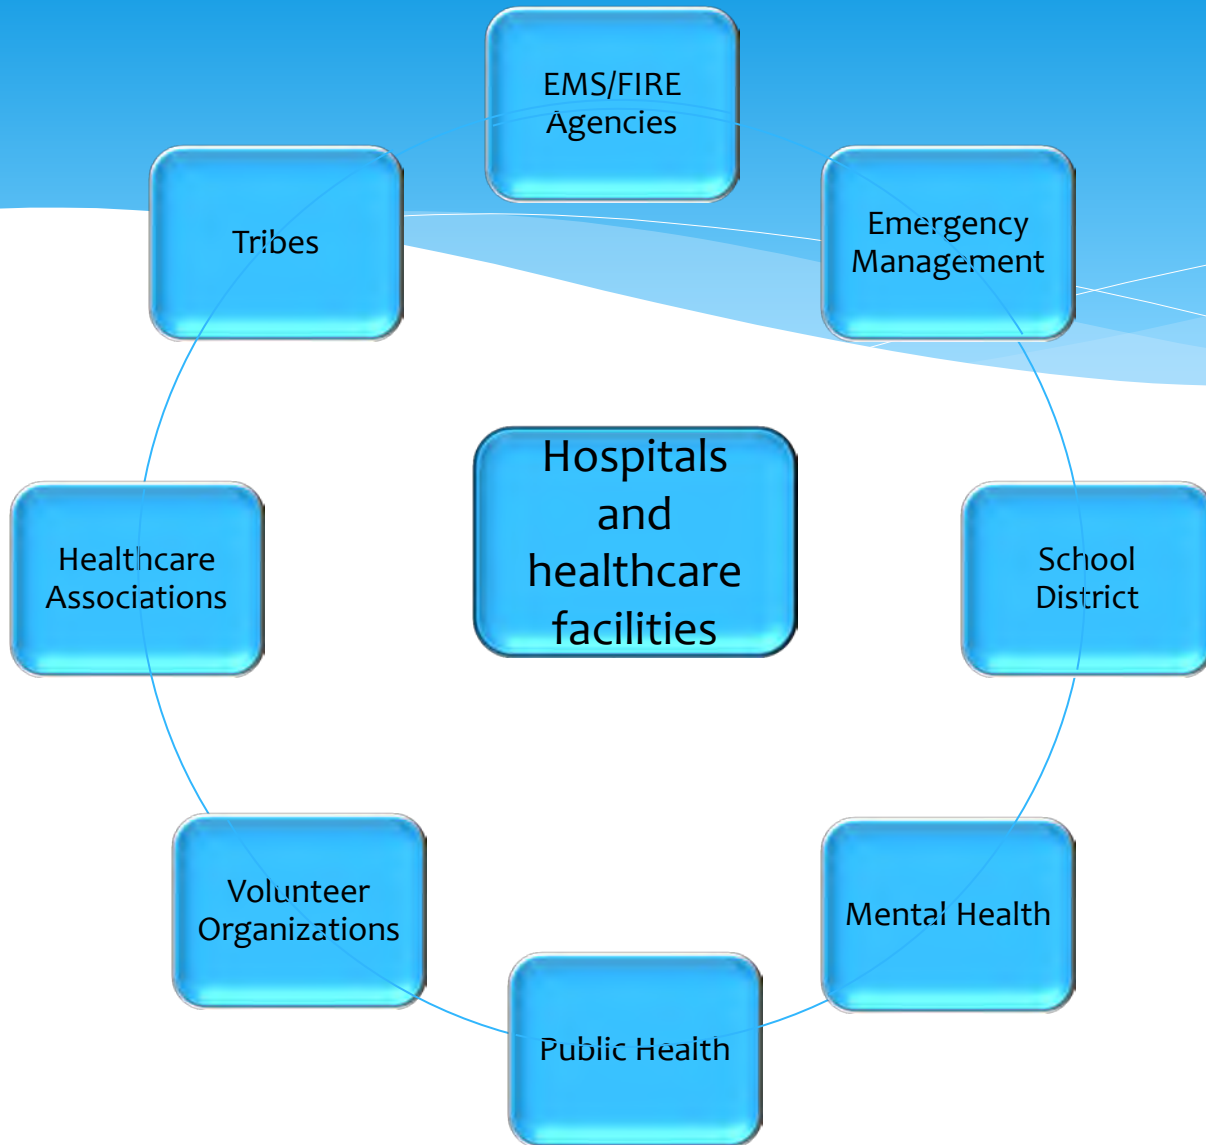 EMS/FIRE
Agencies
Tribes
Emergency
Management
Hospitals
and
healthcare
facilities
Healthcare
Associations
School
District
Volunteer
Organizations
Mental Health
Public Health